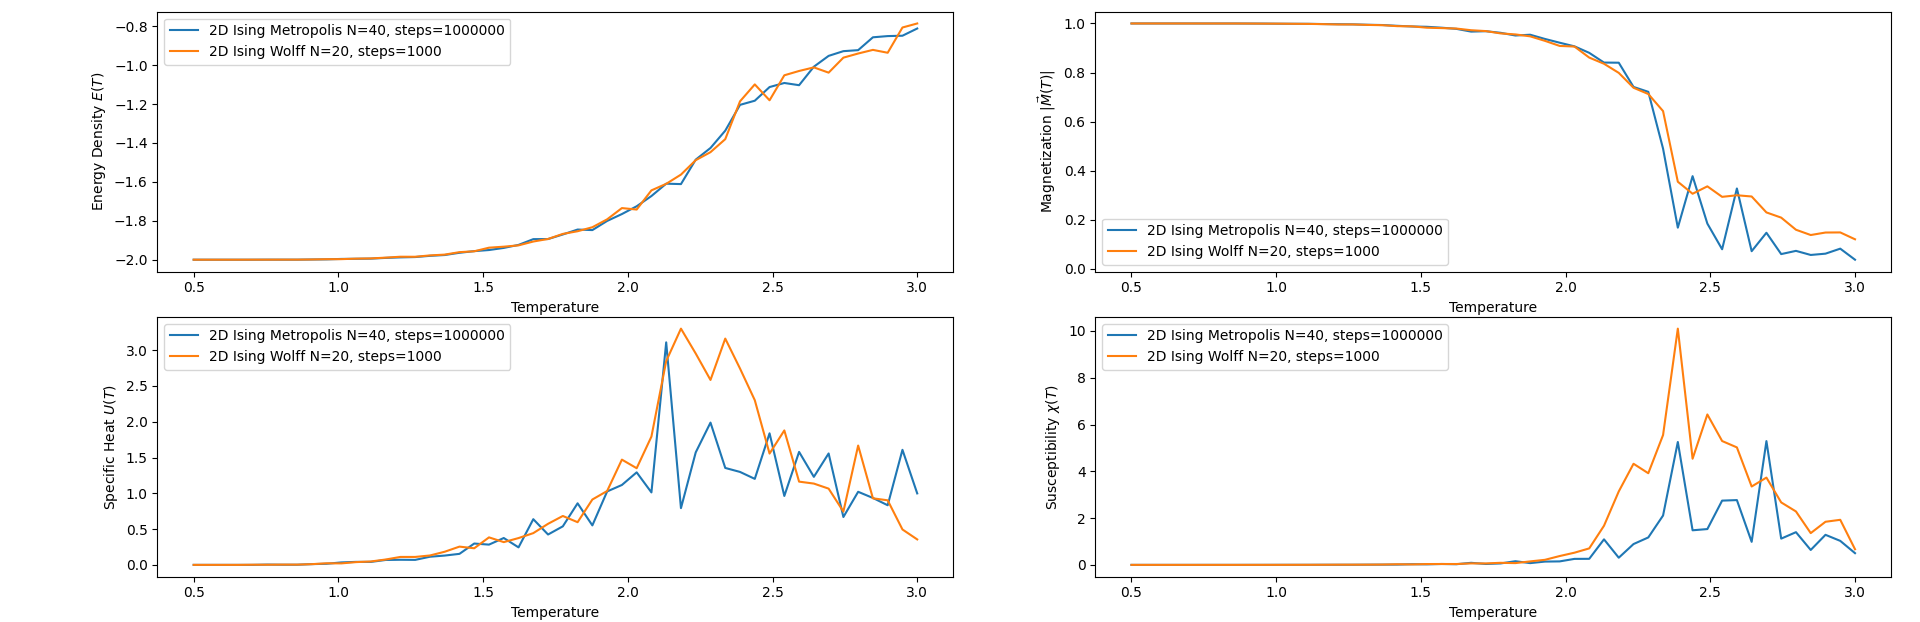 2D Ising Metropolis N=40, steps=1000000
2D Ising Wolff N=20, steps=1000
Energy Density E(T)
−0.8
−1.0
−1.2
−1.4
−1.6
−1.8
−2.0
0.5 1.0 1.5 2.0 2.5 3.0
Temperature
2D Ising Metropolis N=40, steps=1000000
2D Ising Wolff N=20, steps=1000
Magnetization |M⃗(T)|
1.0
0.8
0.6
0.4
0.2
0.0
0.5 1.0 1.5 2.0 2.5 3.0
Temperature
2D Ising Metropolis N=40, steps=1000000
2D Ising Wolff N=20, steps=1000
Specific Heat U(T)
3.0
2.5
2.0
1.5
1.0
0.5
0.0
0.5 1.0 1.5 2.0 2.5 3.0
Temperature
2D Ising Metropolis N=40, steps=1000000
2D Ising Wolff N=20, steps=1000
Susceptibility χ(T)
10
8
6
4
2
0
0.5 1.0 1.5 2.0 2.5 3.0
Temperature